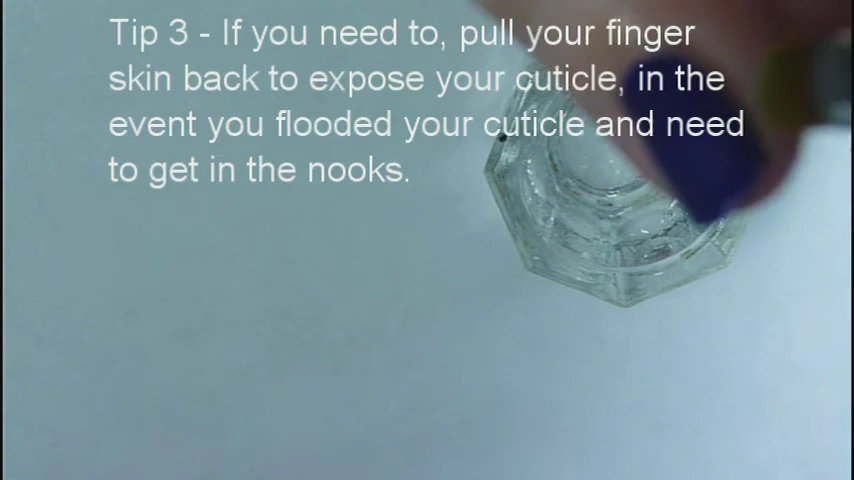 Tip 3 - If you need to, pull your finger
skin back to expose your cuticle, in the
event you flooded your cuticle and need
to get in the nooks.